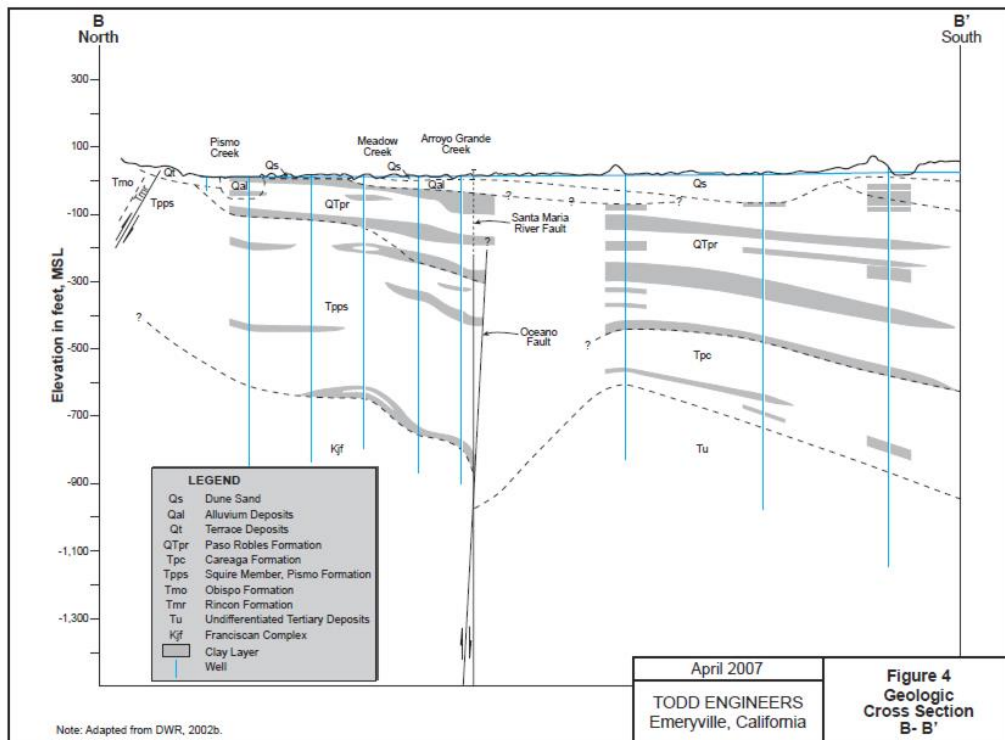 B
North
B'
South
300
100
-100
-300
-500
-700
-900
-1,100
-1,300
Elevation in feet, MSL
Pismo
Creek
Meadow
Creek
Arroyo Grande
Creek
Qs
Qs
Qt
Qal
Qal
Qs
Tmo
Tmr
Tpps
QTpr
?
?
?
Santa Maria
River Fault
QTpr
?
Tpps
Oceano
Fault
?
?
Tpc
Kjf
Tu
LEGEND
Qs Dune Sand
Qal Alluvium Deposits
Qt Terrace Deposits
QTpr Paso Robles Formation
Tpc Careaga Formation
Tpps Squire Member, Pismo Formation
Tmo Obispo Formation
Tmr Rincon Formation
Tu Undifferentiated Tertiary Deposits
Kjf Franciscan Complex
Clay Layer
Well
April 2007
TODD ENGINEERS
Emeryville, California
Figure 4
Geologic
Cross Section
B- B'
Note: Adapted from DWR, 2002b.